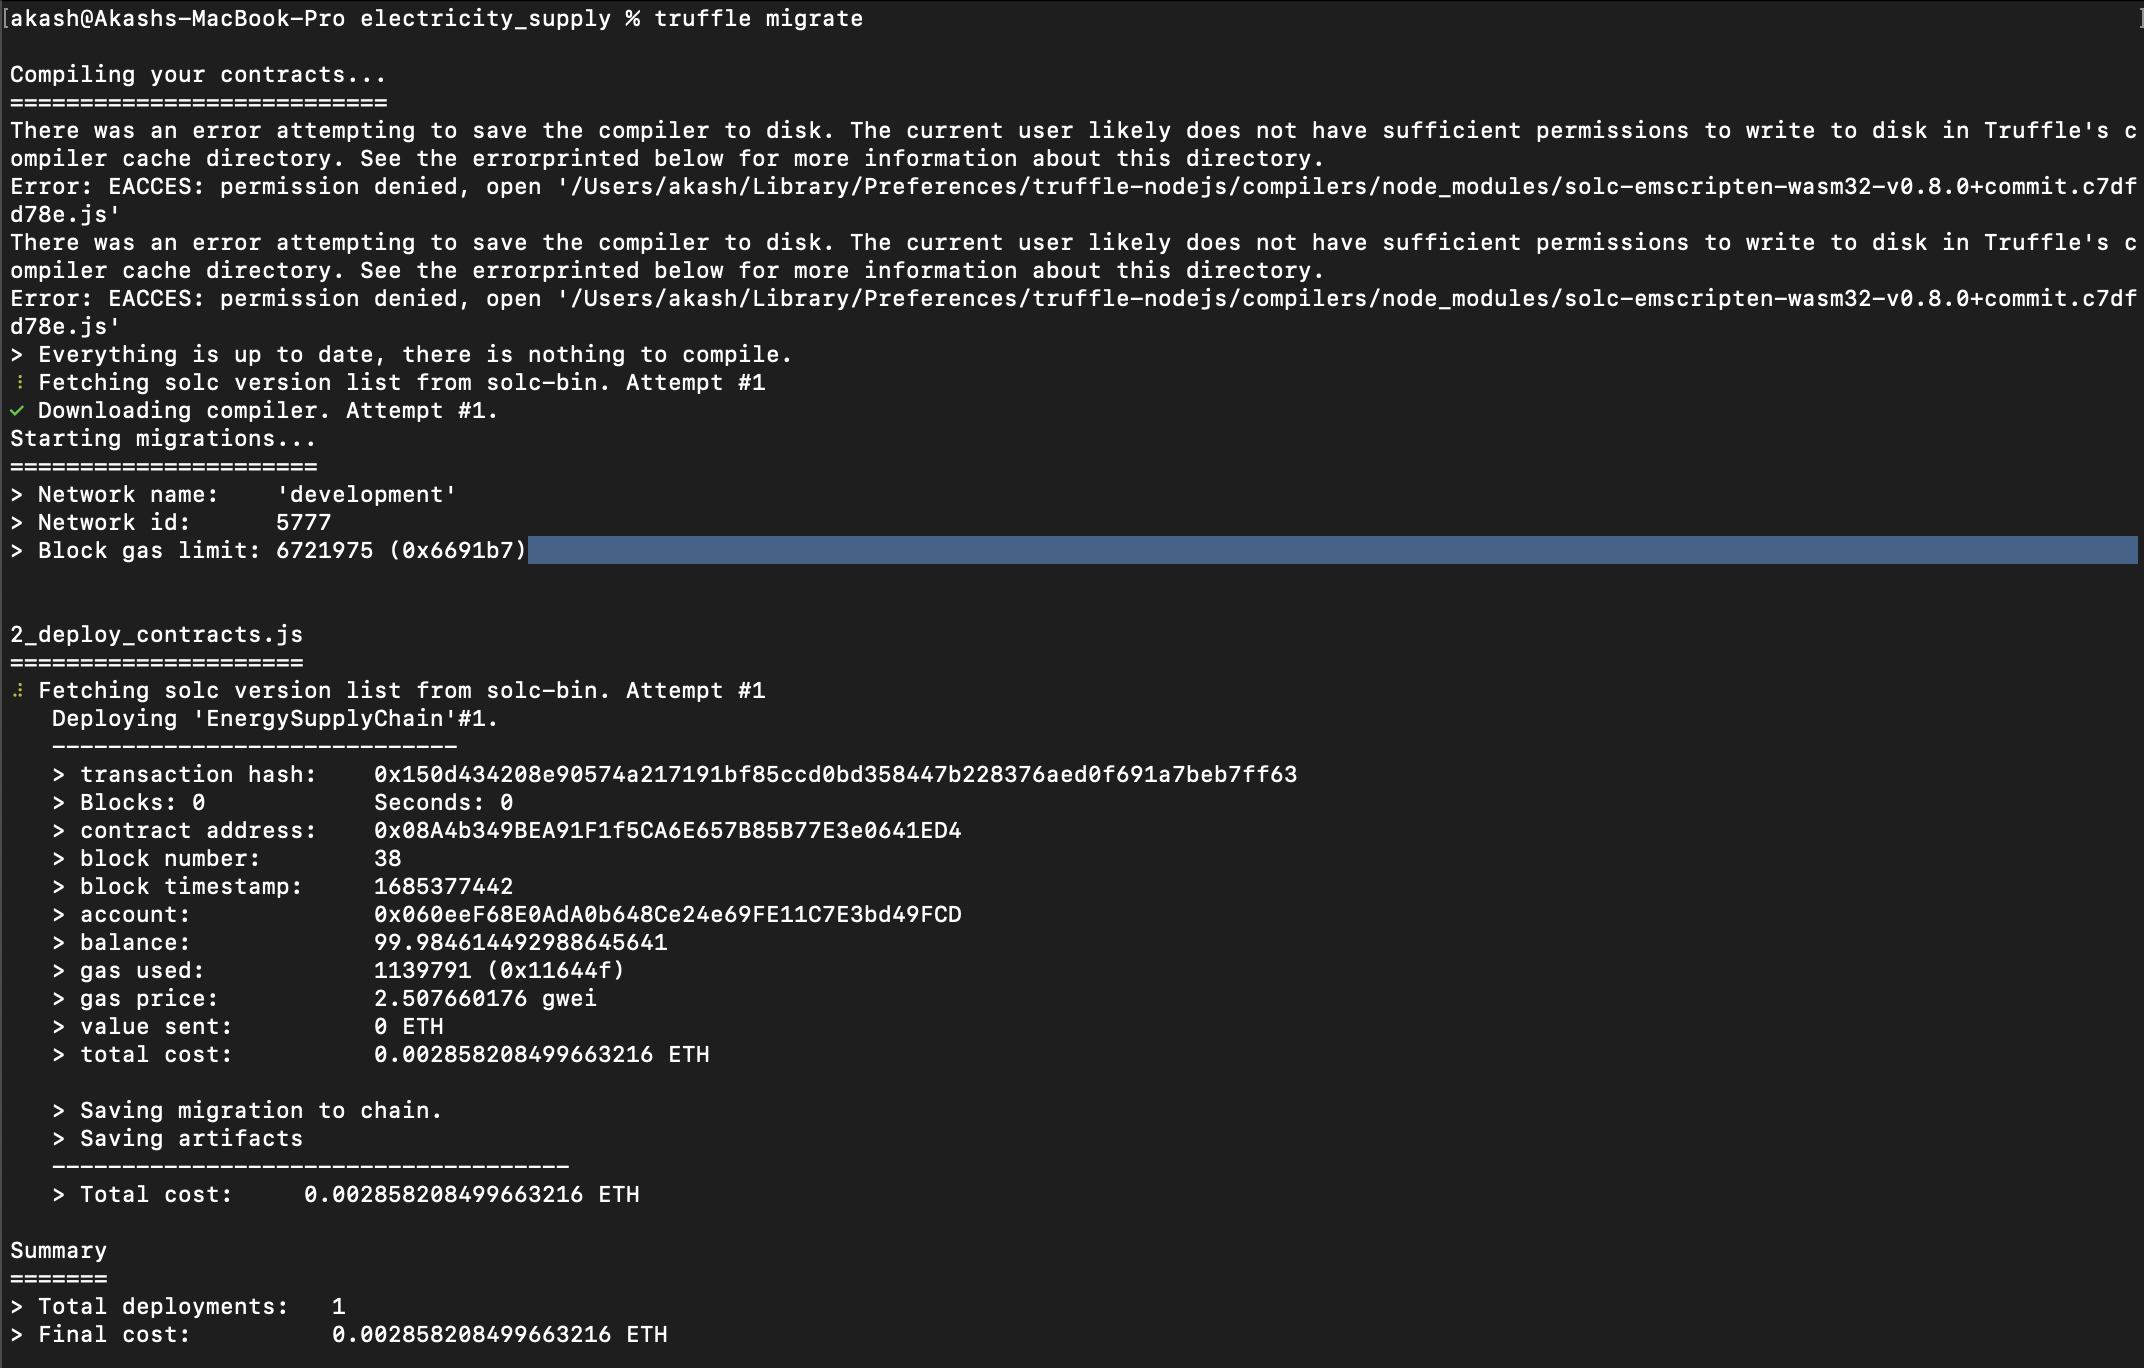 [akash@Akashs-MacBook-Pro electricity_supply % truffle migrate ]
Compiling your contracts...
===========================
There was an error attempting to save the compiler to disk. The current user likely does not have sufficient permissions to write to disk in Truffle's c
ompiler cache directory. See the errorprinted below for more information about this directory.
Error: EACCES: permission denied, open '/Users/akash/Library/Preferences/truffle-nodejs/compilers/node_modules/solc-emscripten-wasm32-v0.8.0+commit.c7df
d78e.js'
There was an error attempting to save the compiler to disk. The current user likely does not have sufficient permissions to write to disk in Truffle's c
ompiler cache directory. See the errorprinted below for more information about this directory.
Error: EACCES: permission denied, open '/Users/akash/Library/Preferences/truffle-nodejs/compilers/node_modules/solc-emscripten-wasm32-v0.8.0+commit.c7df
d78e.js'
> Everything is up to date, there is nothing to compile.
⠸ Fetching solc version list from solc-bin. Attempt #1
✓ Downloading compiler. Attempt #1.
Starting migrations...
======================
> Network name:    'development'
> Network id:      5777
> Block gas limit: 6721975 (0x6691b7)
2_deploy_contracts.js
=====================
⠼ Fetching solc version list from solc-bin. Attempt #1
   Deploying 'EnergySupplyChain'#1.
   -----------------------------
   > transaction hash:    0x150d434208e90574a217191bf85ccd0bd358447b228376aed0f691a7beb7ff63
   > Blocks: 0            Seconds: 0
   > contract address:    0x08A4b349BEA91F1f5CA6E657B85B77E3e0641ED4
   > block number:        38
   > block timestamp:     1685377442
   > account:             0x060eeF68E0AdA0b648Ce24e69FE11C7E3bd49FCD
   > balance:             99.984614492988645641
   > gas used:            1139791 (0x11644f)
   > gas price:           2.507660176 gwei
   > value sent:          0 ETH
   > total cost:          0.002858208499663216 ETH
   > Saving migration to chain.
   > Saving artifacts
   -------------------------------------
   > Total cost:     0.002858208499663216 ETH
Summary
=======
> Total deployments:   1
> Final cost:          0.002858208499663216 ETH